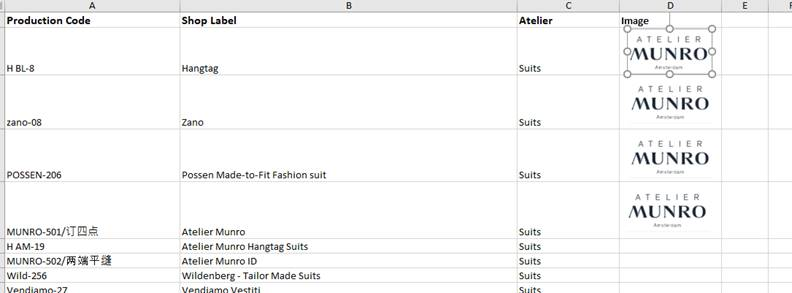 A B C D E
Production Code Shop Label Atelier Image
ATELIER
MUNRO
Amsterdam
H BL-8 Hangtag Suits
ATELIER
MUNRO
Amsterdam
zano-08 Zano Suits
ATELIER
MUNRO
Amsterdam
POSSEN-206 Possen Made-to-Fit Fashion suit Suits
ATELIER
MUNRO
Amsterdam
MUNRO-501/订四点 Atelier Munro Suits
H AM-19 Atelier Munro Hangtag Suits Suits
MUNRO-502/两端平缝 Atelier Munro ID Suits
Wild-256 Wildenberg - Tailor Made Suits Suits
Vendiamo-27 Vendiamo Vestiti Suits